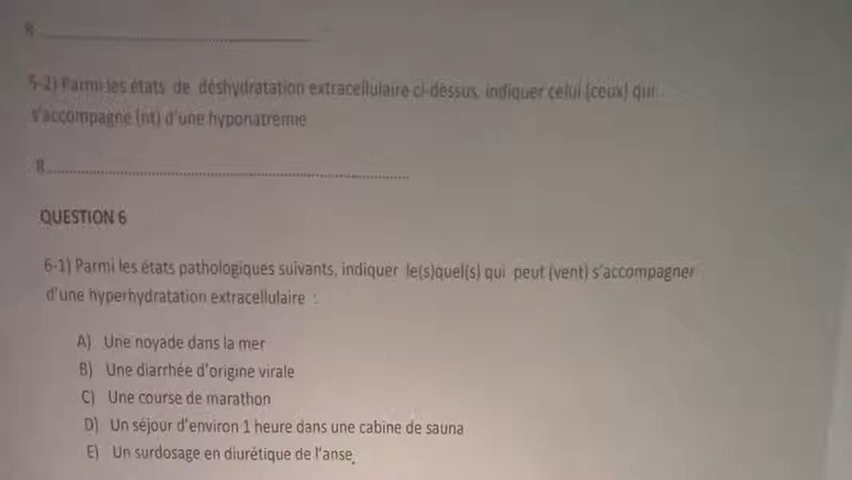 R
5-2) Parmi les états de déshydratation extracellulaire ci-dessus, indiquer celui (ceux) qui
s'accompagne (nt) d'une hyponatrémie
R
QUESTION 6
6-1) Parmi les états pathologiques suivants, indiquer le(s)quel(s) qui peut (vent) s'accompagner
d'une hyperhydratation extracellulaire :
A) Une noyade dans la mer
B) Une diarrhée d'origine virale
C) Une course de marathon
D) Un séjour d'environ 1 heure dans une cabine de sauna
E) Un surdosage en diurétique de l'anse.